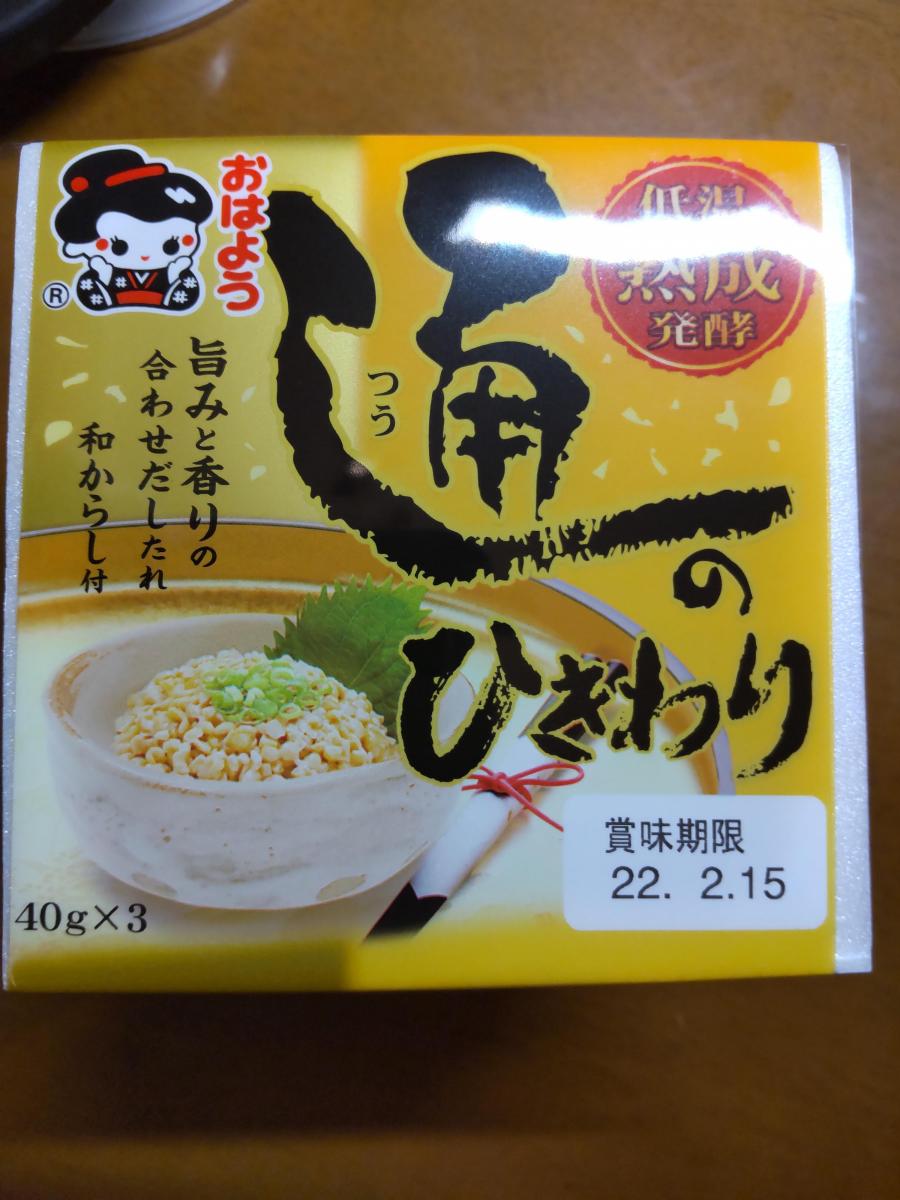 おはよう
®
低温
熟成
発酵
通
つう
の
ひきわり
旨みと香りの
合わせだしたれ
和からし付
賞味期限
22. 2.15
40g×3